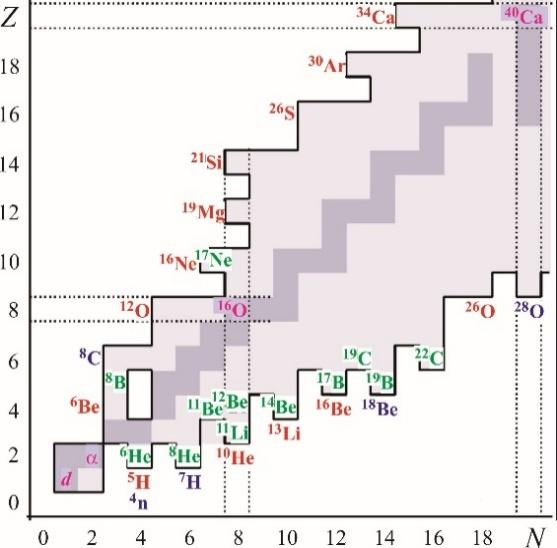 Z
³⁴Ca
⁴⁰Ca
18
³⁰Ar
16
²⁶S
14
²¹Si
12
¹⁹Mg
10
¹⁶Ne
¹⁷Ne
8
¹²O
¹⁶O
²⁶O
²⁸O
6
⁸C
¹⁹C
²²C
⁸B
¹⁷B
¹⁹B
4
⁶Be
¹¹Be
¹²Be
¹⁴Be
¹⁶Be
¹⁸Be
¹¹Li
¹³Li
2
α
⁶He
⁸He
¹⁰He
d
⁵H
⁷H
0
⁴n
0 2 4 6 8 10 12 14 16 18 N